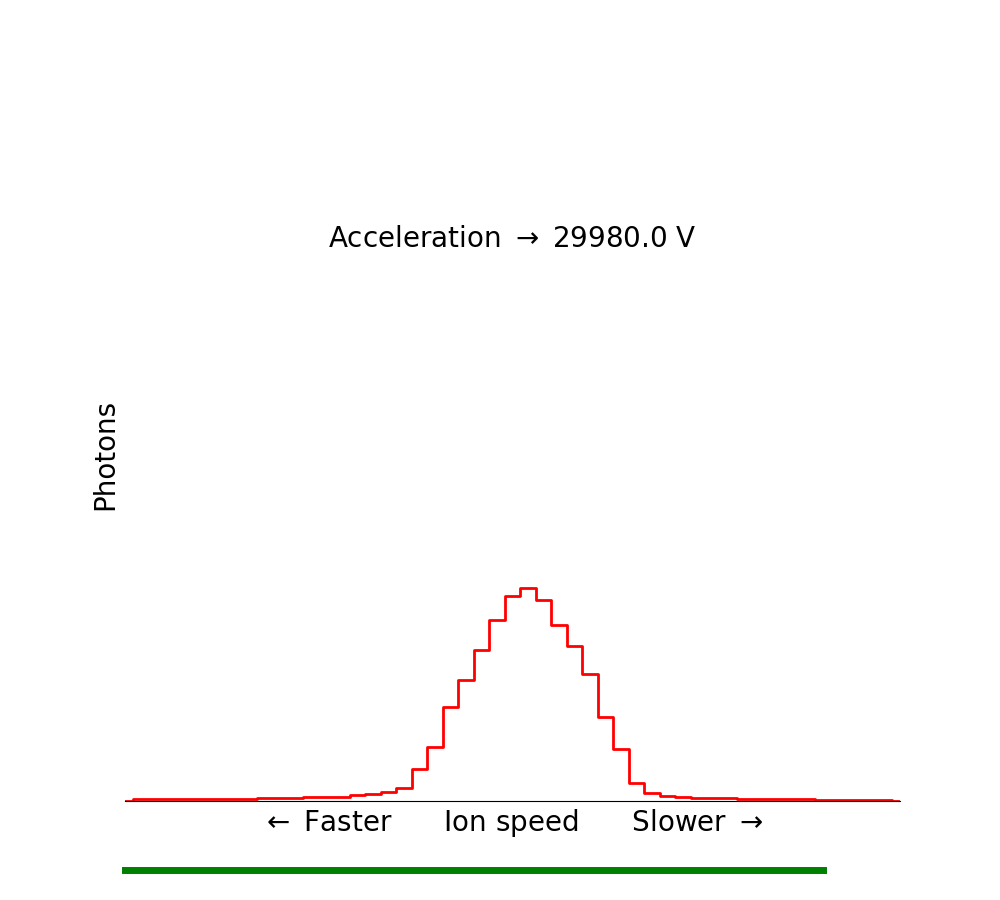 Acceleration → 29980.0 V
Photons
← Faster Ion speed Slower →